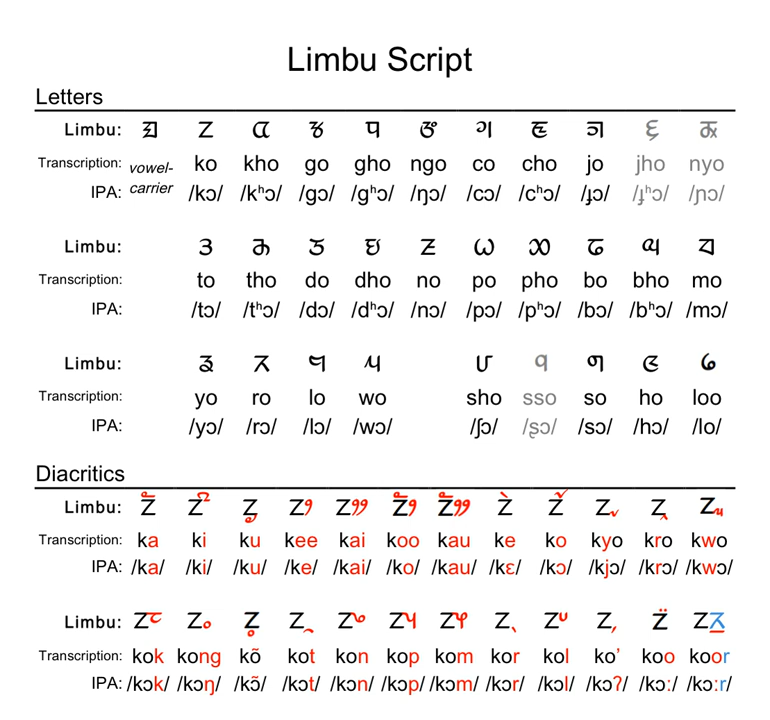 Limbu Script
Letters
Limbu: ᤀ ᤁ ᤂ ᤃ ᤄ ᤅ ᤆ ᤇ ᤈ ᤉ ᤊ
Transcription: vowel-carrier ko kho go gho ngo co cho jo jho nyo
IPA: /kɔ/ /kʰɔ/ /gɔ/ /gʰɔ/ /ŋɔ/ /cɔ/ /cʰɔ/ /ɟɔ/ /ɟʰɔ/ /ɲɔ/
Limbu: ᤋ ᤌ ᤍ ᤎ ᤏ ᤐ ᤑ ᤒ ᤓ ᤔ
Transcription: to tho do dho no po pho bo bho mo
IPA: /tɔ/ /tʰɔ/ /dɔ/ /dʰɔ/ /nɔ/ /pɔ/ /pʰɔ/ /bɔ/ /bʰɔ/ /mɔ/
Limbu: ᤕ ᤖ ᤗ ᤘ ᤙ ᤚ ᤛ ᤜ ᥀
Transcription: yo ro lo wo sho sso so ho loo
IPA: /yɔ/ /rɔ/ /lɔ/ /wɔ/ /ʃɔ/ /ʂɔ/ /sɔ/ /hɔ/ /lo/
Diacritics
Limbu: ᤁᤠ ᤁᤡ ᤁᤢ ᤁᤣ ᤁᤤ ᤁᤥ ᤁᤦ ᤁᤧ ᤁᤨ ᤁᤩ ᤁᤪ ᤁᤫ
Transcription: ka ki ku kee kai koo kau ke ko kyo kro kwo
IPA: /ka/ /ki/ /ku/ /ke/ /kai/ /ko/ /kau/ /kɛ/ /kɔ/ /kjɔ/ /krɔ/ /kwɔ/
Limbu: ᤁᤰ ᤁᤱ ᤁᤲ ᤁᤳ ᤁᤴ ᤁᤵ ᤁᤶ ᤁᤷ ᤁᤸ ᤁ᤹ ᤁ᤺ ᤁᤖ᤻
Transcription: kok kong kõ kot kon kop kom kor kol ko’ koo koor
IPA: /kɔk/ /kɔŋ/ /kɔ̃/ /kɔt/ /kɔn/ /kɔp/ /kɔm/ /kɔr/ /kɔl/ /kɔʔ/ /kɔː/ /kɔːr/